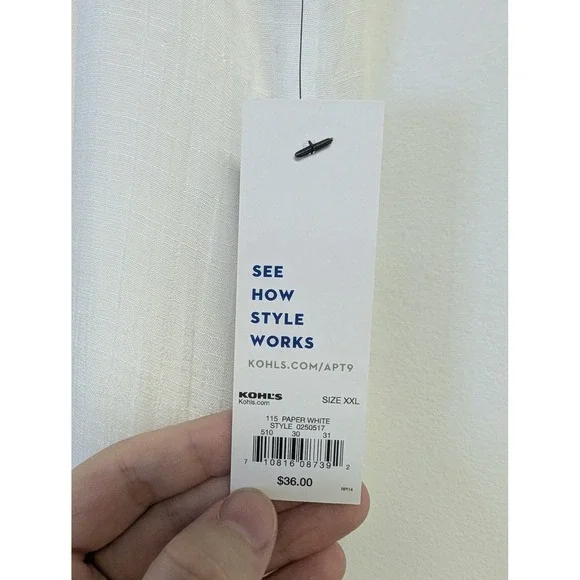 SEE
HOW
STYLE
WORKS
KOHLS.COM/APT9
KOHL'S SIZE XXL
Kohls.com
115 PAPER WHITE
STYLE 0250517
510 30 31
7 10816 08739 2
$36.00